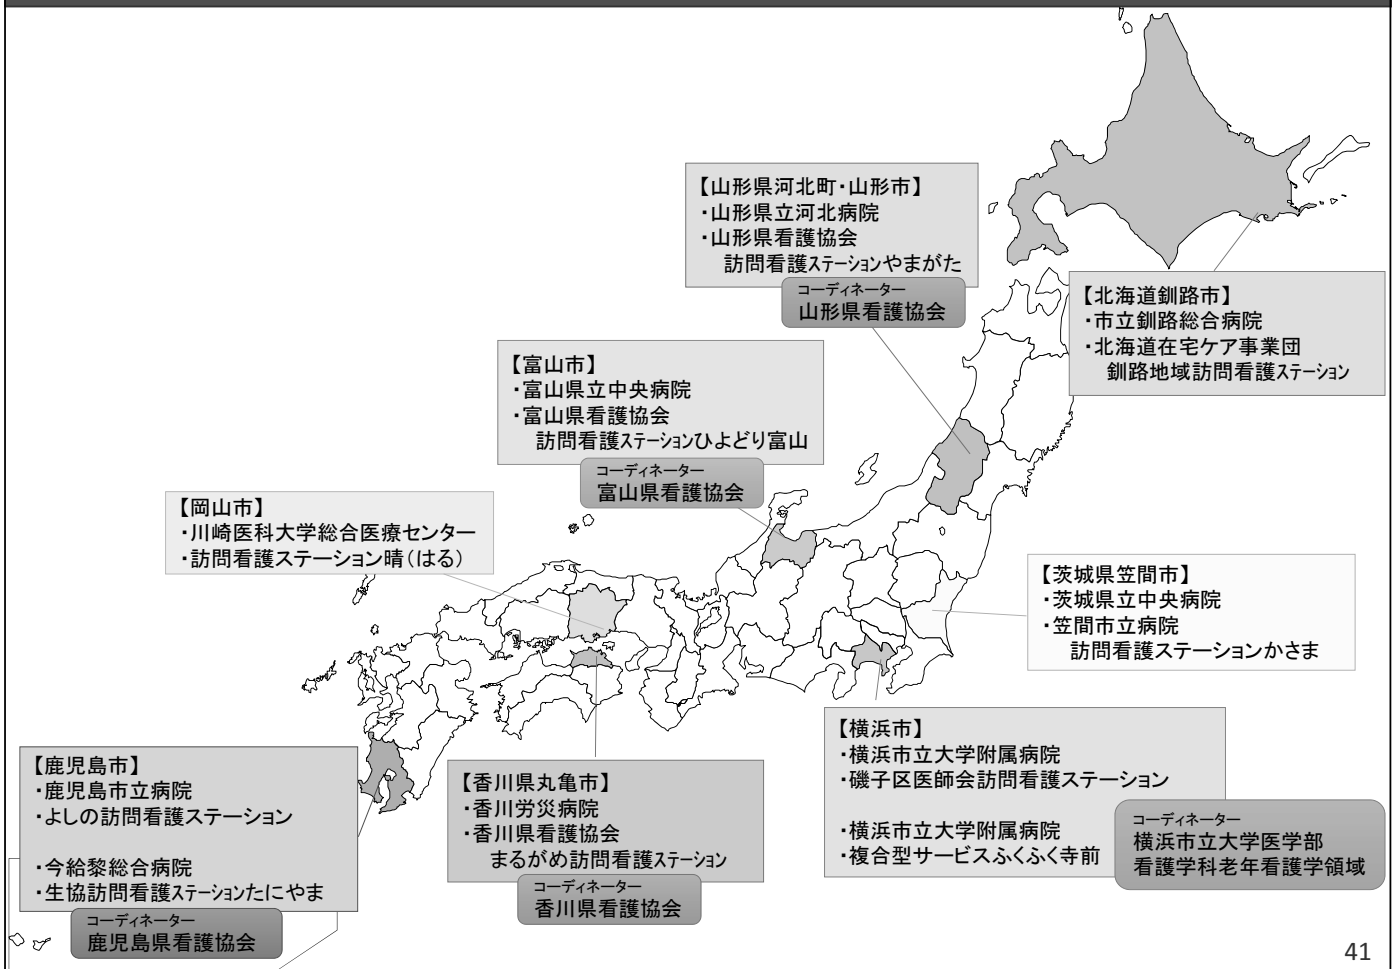 【山形県河北町・山形市】
・山形県立河北病院
・山形県看護協会
訪問看護ステーションやまがた
コーディネーター
山形県看護協会
【北海道釧路市】
・市立釧路総合病院
・北海道在宅ケア事業団
釧路地域訪問看護ステーション
【富山市】
・富山県立中央病院
・富山県看護協会
訪問看護ステーションひよどり富山
コーディネーター
富山県看護協会
【岡山市】
・川崎医科大学総合医療センター
・訪問看護ステーション晴(はる)
【茨城県笠間市】
・茨城県立中央病院
・笠間市立病院
訪問看護ステーションかさま
【横浜市】
・横浜市立大学附属病院
・磯子区医師会訪問看護ステーション
・横浜市立大学附属病院
・複合型サービスふくふく寺前
コーディネーター
横浜市立大学医学部
看護学科老年看護学領域
【香川県丸亀市】
・香川労災病院
・香川県看護協会
まるがめ訪問看護ステーション
コーディネーター
香川県看護協会
【鹿児島市】
・鹿児島市立病院
・よしの訪問看護ステーション
・今給黎総合病院
・生協訪問看護ステーションたにやま
コーディネーター
鹿児島県看護協会
41